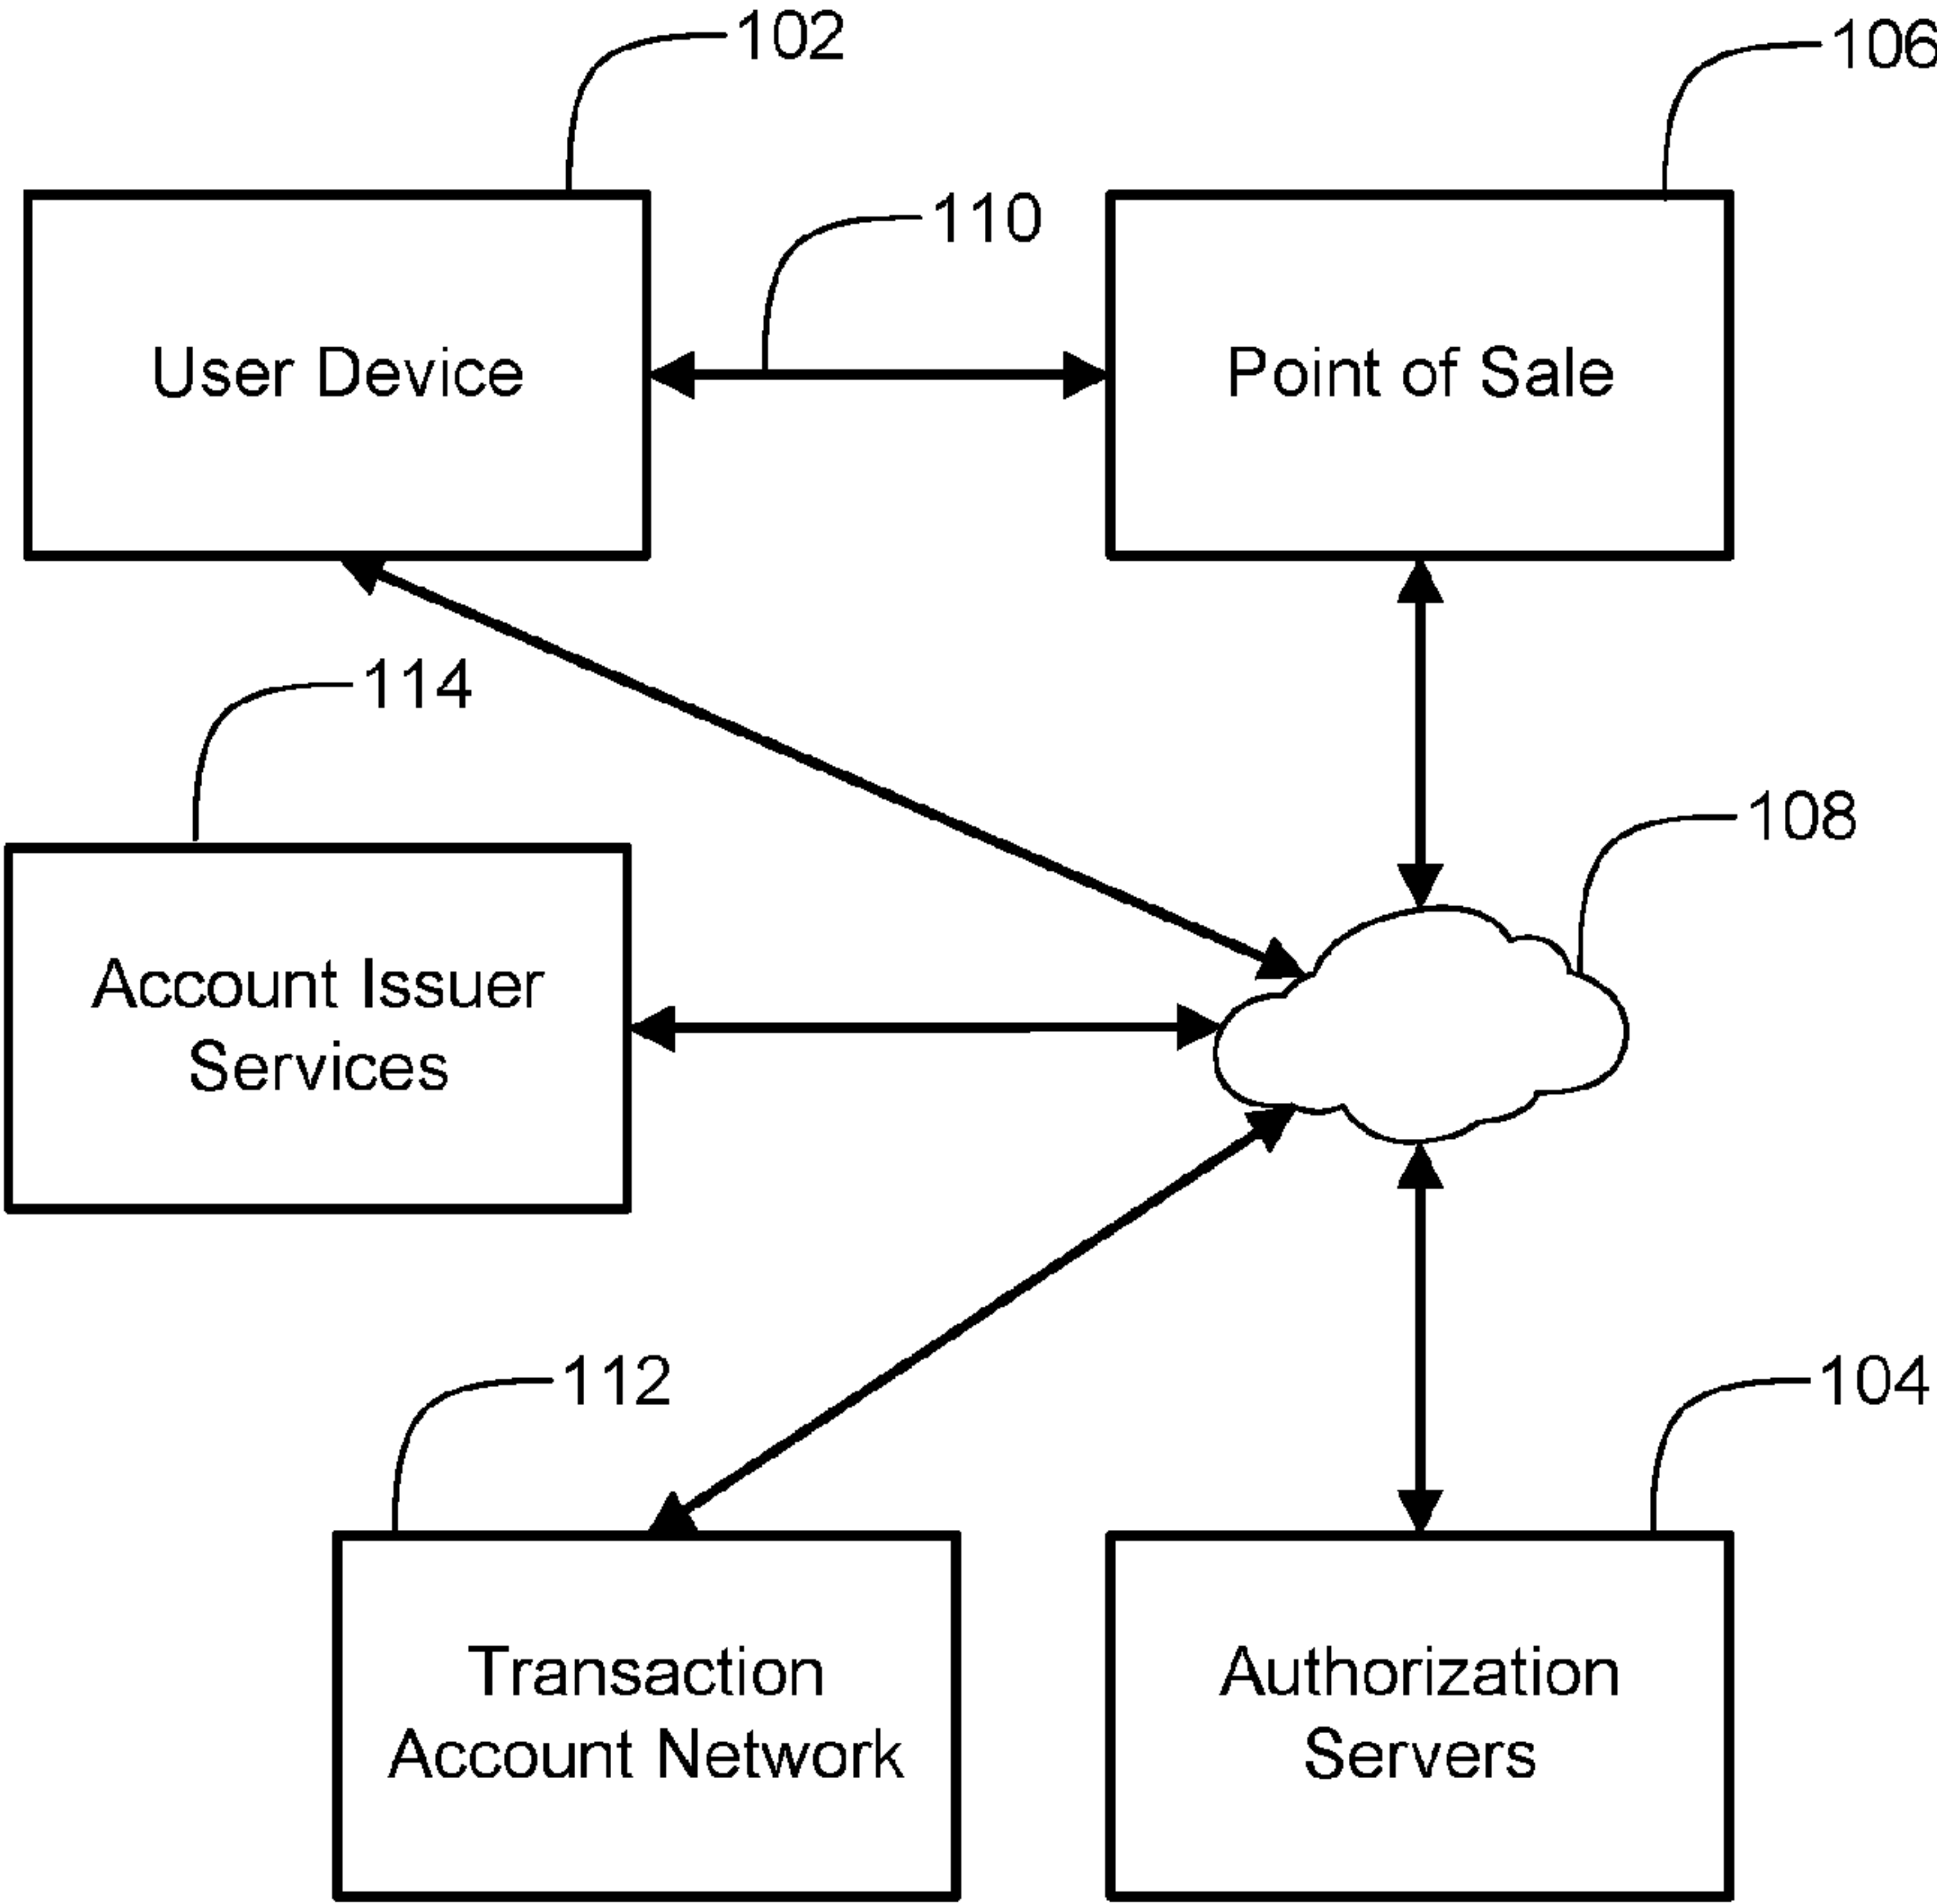 102
106
110
User Device
Point of Sale
114
108
Account Issuer
Services
112
104
Transaction
Account Network
Authorization
Servers